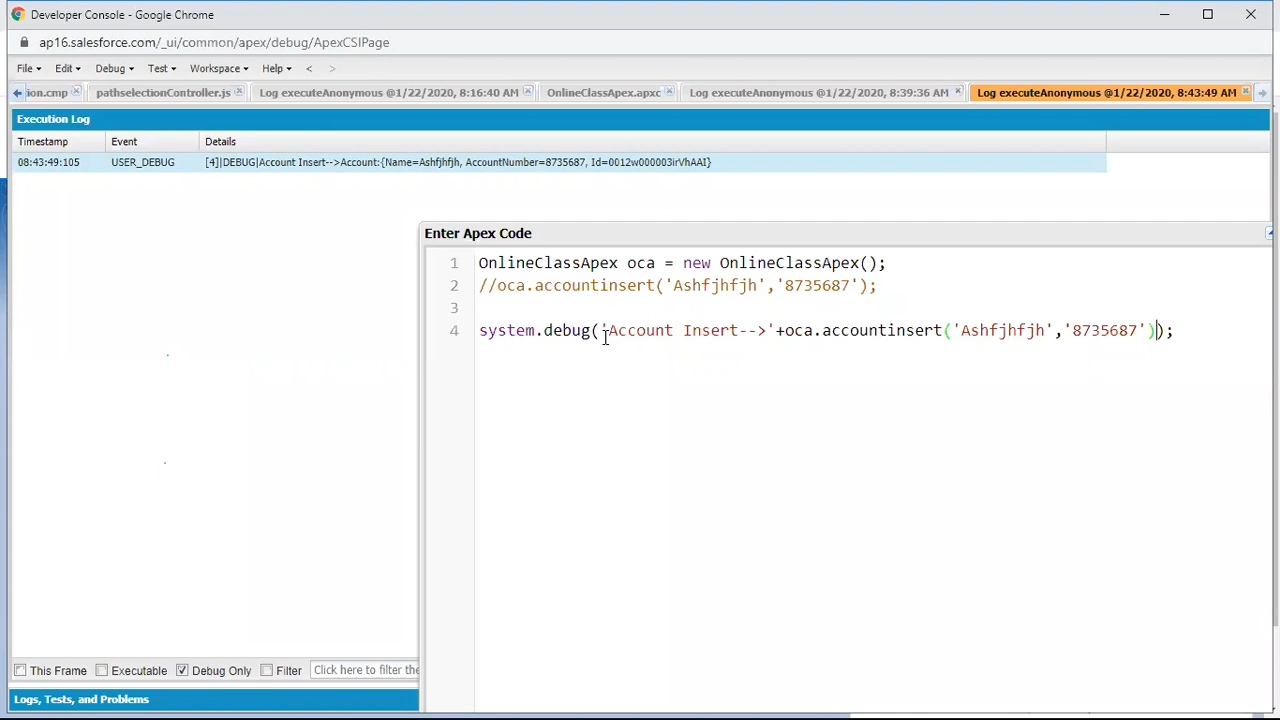 Developer Console - Google Chrome
ap16.salesforce.com/_ui/common/apex/debug/ApexCSIPage
File Edit Debug Test Workspace Help < >
ion.cmp pathselectionController.js Log executeAnonymous @1/22/2020, 8:16:40 AM OnlineClassApex.apxc Log executeAnonymous @1/22/2020, 8:39:36 AM Log executeAnonymous @1/22/2020, 8:43:49 AM
Execution Log
Timestamp Event Details
08:43:49:105 USER_DEBUG [4]|DEBUG|Account Insert-->Account:{Name=Ashfjhfjh, AccountNumber=8735687, Id=0012w000003irVhAAI}
Enter Apex Code
1 OnlineClassApex oca = new OnlineClassApex();
2 //oca.accountinsert('Ashfjhfjh','8735687');
3
4 system.debug('Account Insert-->'+oca.accountinsert('Ashfjhfjh','8735687'));
This Frame Executable Debug Only Filter Click here to filter the
Logs, Tests, and Problems